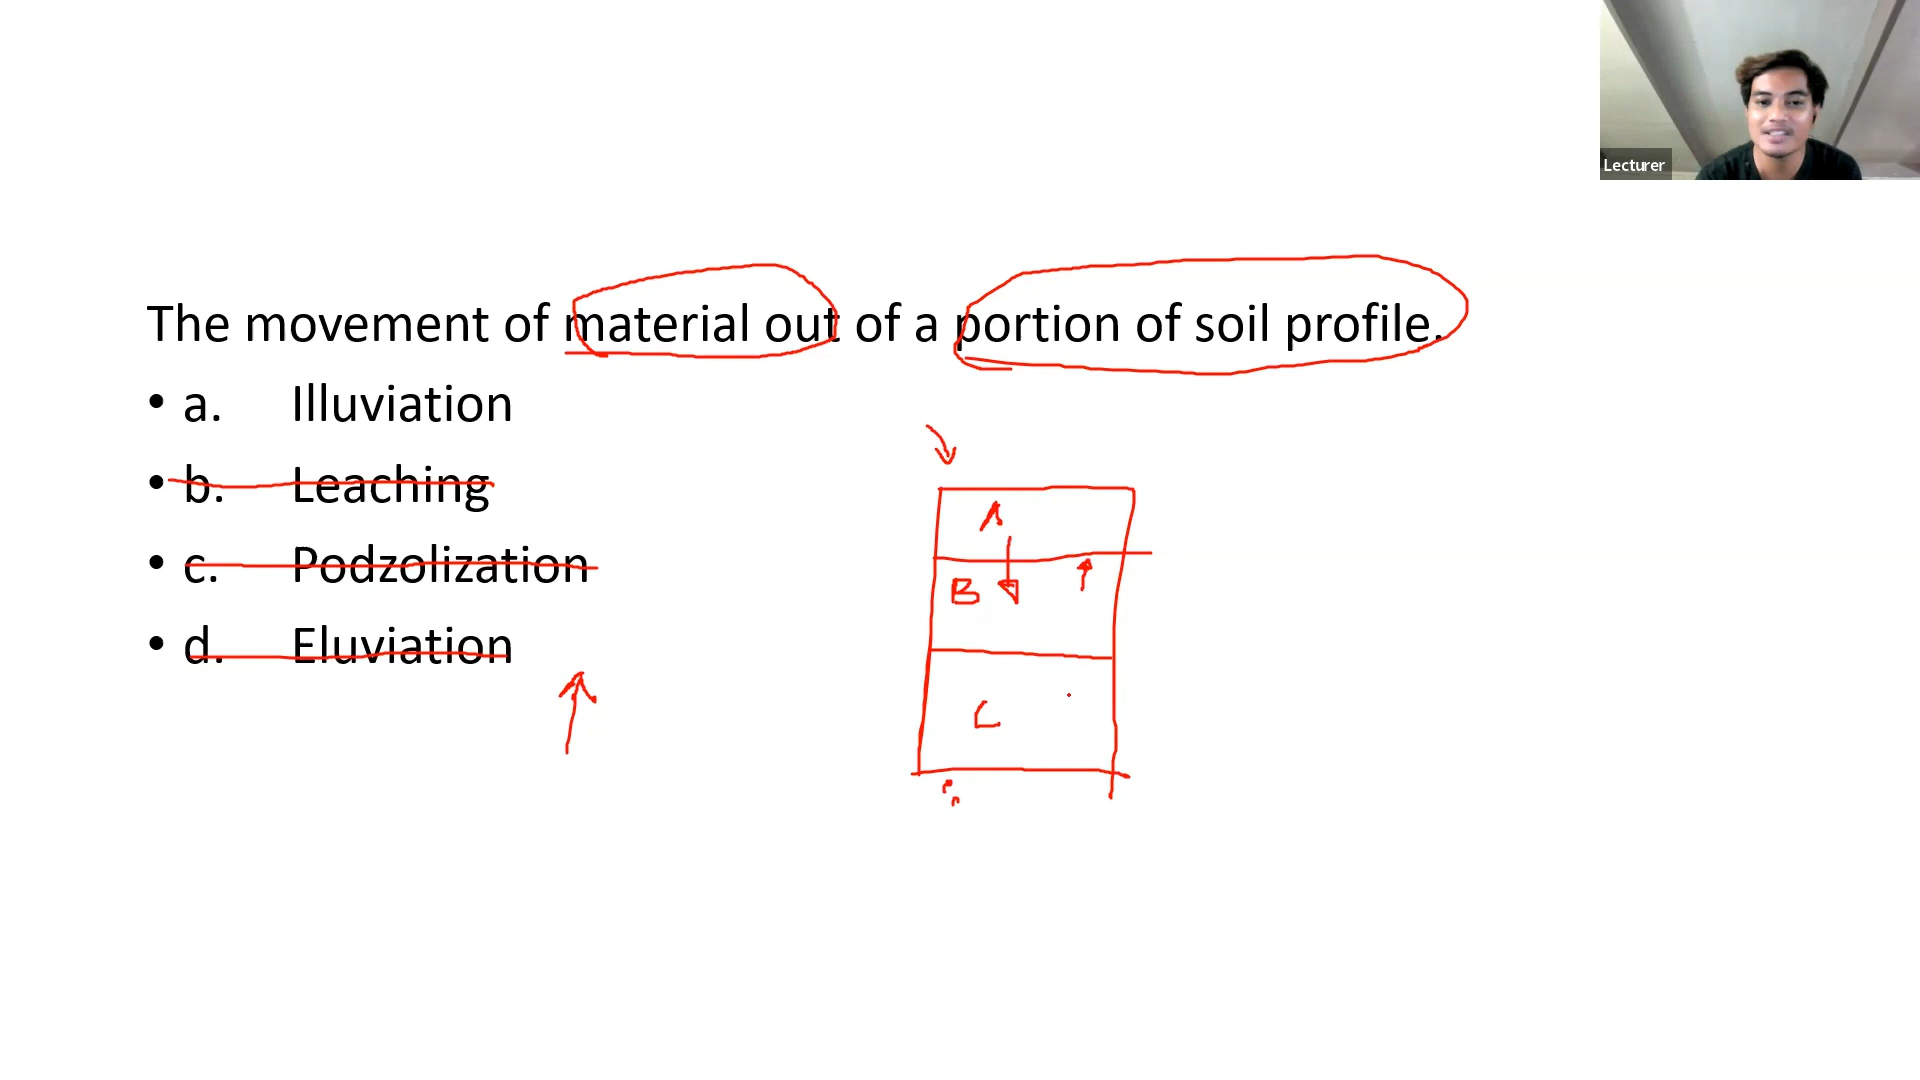 Lecturer
The movement of material out of a portion of soil profile.
• a. Illuviation
• b. Leaching
• c. Podzolization
• d. Eluviation
A
B
C